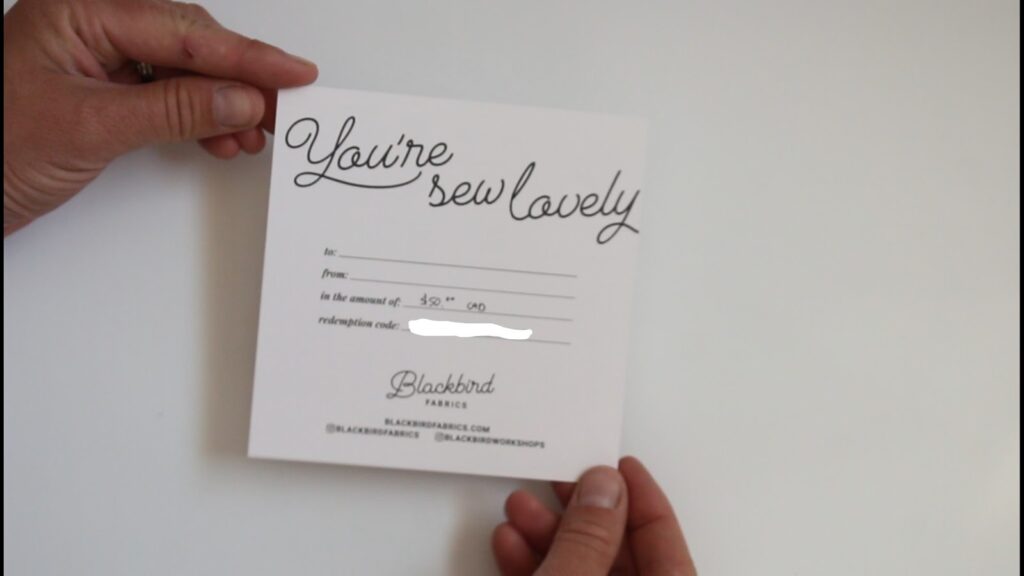 You're
sew lovely
to:
from:
in the amount of: $50.00 CAD
redemption code:
Blackbird
FABRICS
BLACKBIRDFABRICS.COM
@BLACKBIRDFABRICS @BLACKBIRDWORKSHOPS